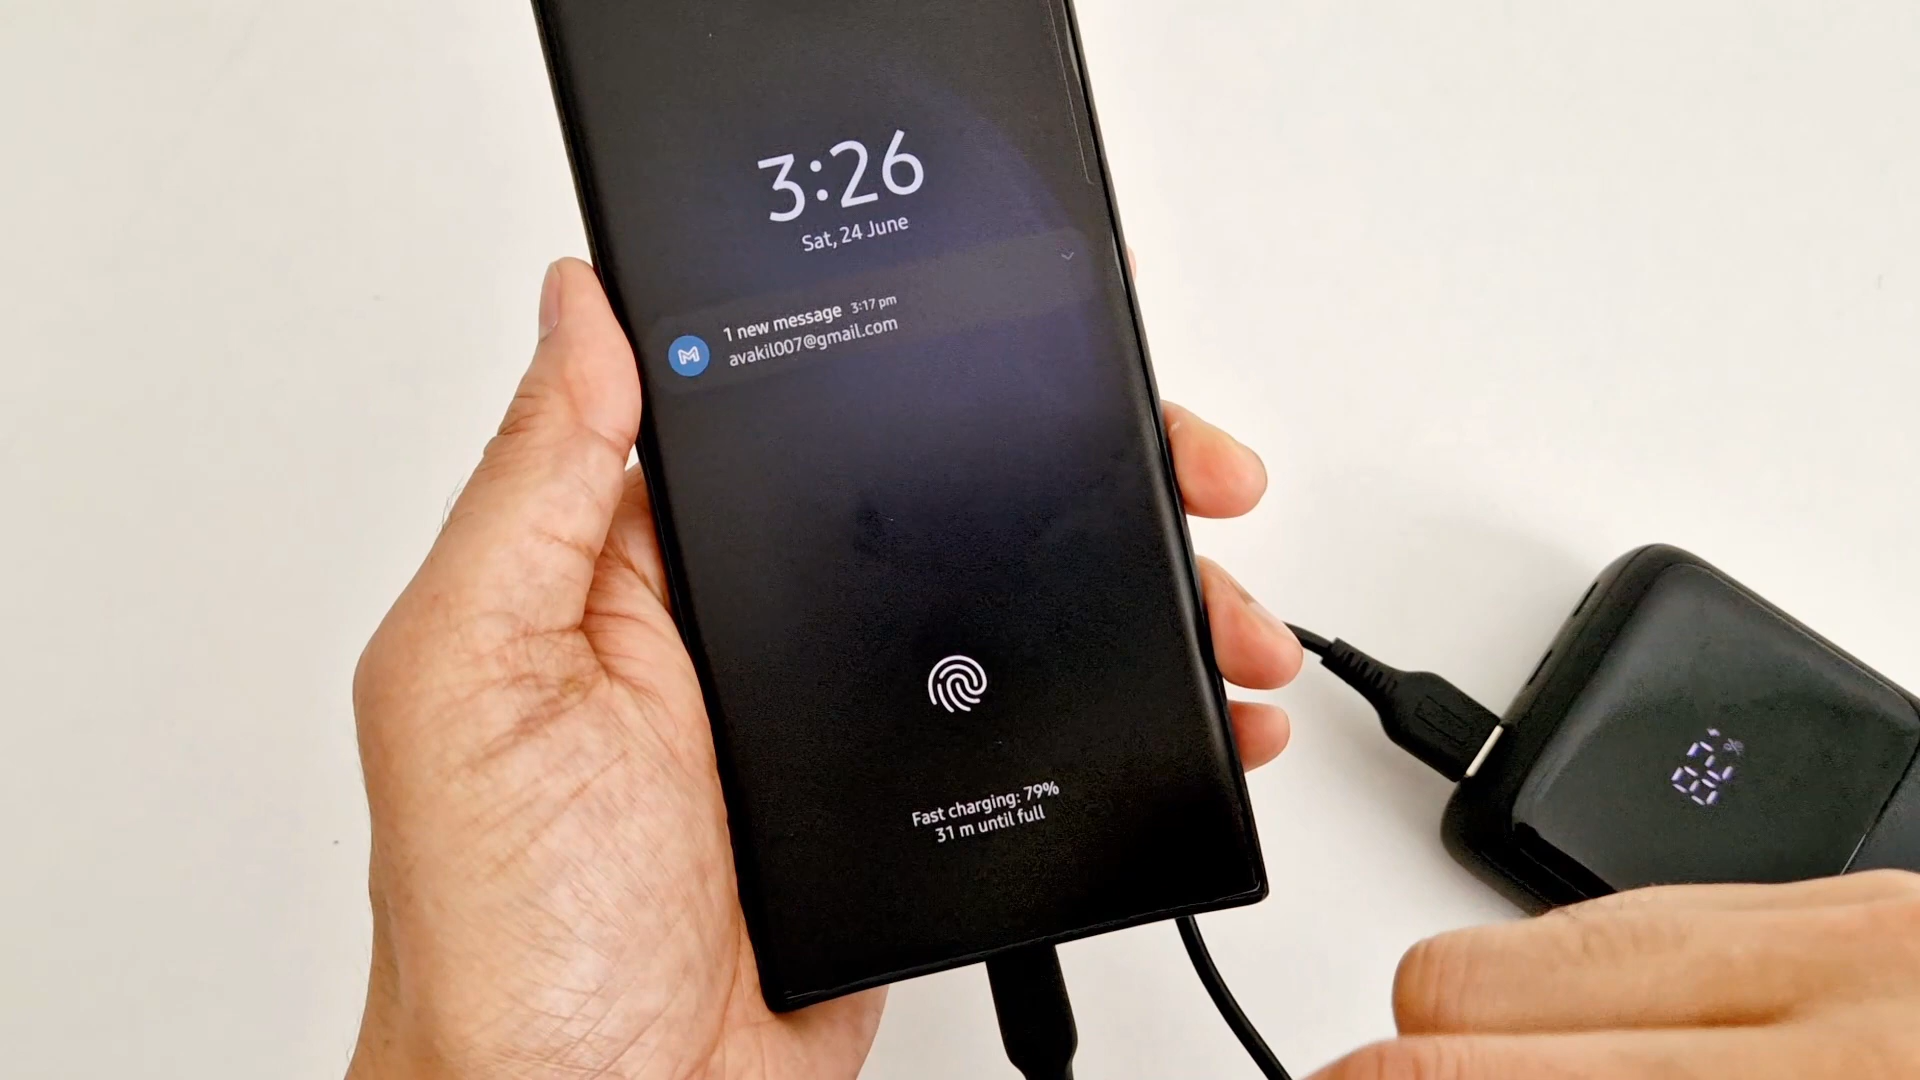 3:26
Sat, 24 June
1 new message 3:17 pm
avakil007@gmail.com
Fast charging: 79%
31 m until full
82%